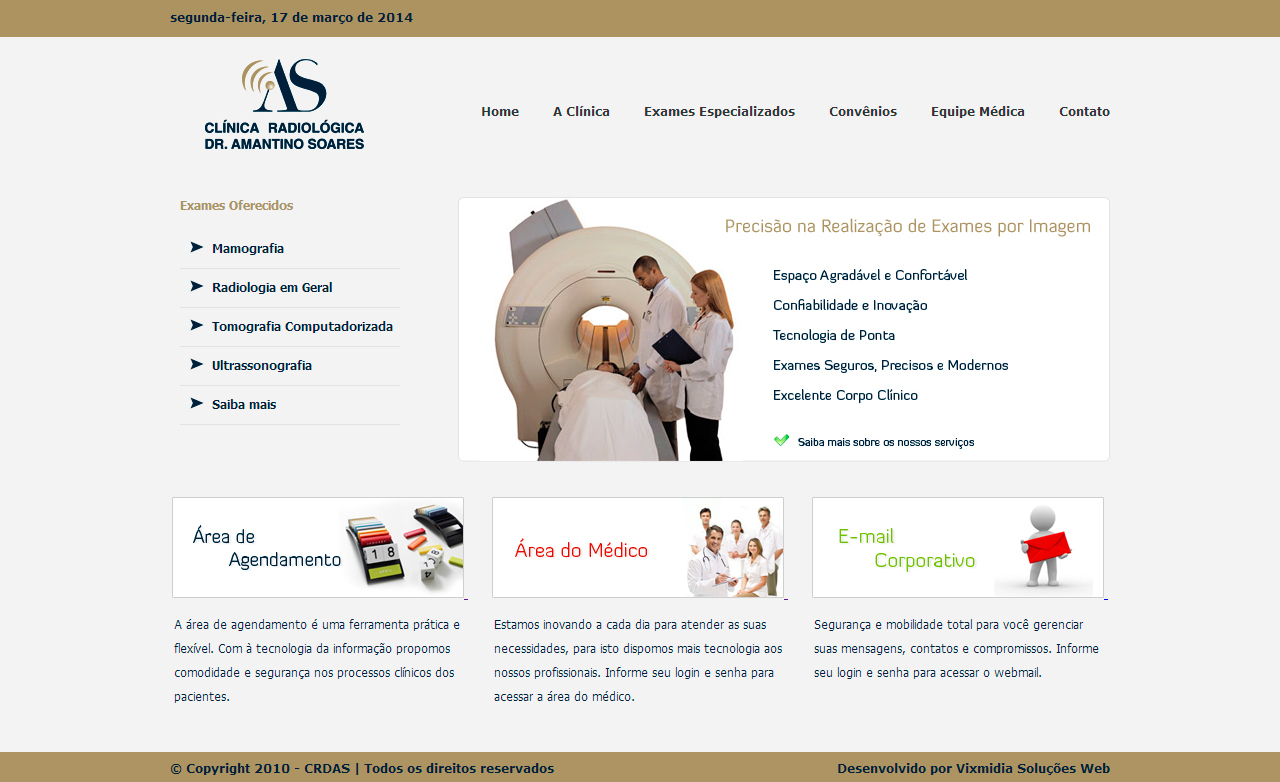 segunda-feira, 17 de março de 2014
AS
CLÍNICA RADIOLÓGICA
DR. AMANTINO SOARES
Home A Clínica Exames Especializados Convênios Equipe Médica Contato
Exames Oferecidos
Mamografia
Radiologia em Geral
Tomografia Computadorizada
Ultrassonografia
Saiba mais
Precisão na Realização de Exames por Imagem
Espaço Agradável e Confortável
Confiabilidade e Inovação
Tecnologia de Ponta
Exames Seguros, Precisos e Modernos
Excelente Corpo Clínico
Saiba mais sobre os nossos serviços
Área de
Agendamento
18
4
A área de agendamento é uma ferramenta prática e
flexível. Com à tecnologia da informação propomos
comodidade e segurança nos processos clínicos dos
pacientes.
Área do Médico
Estamos inovando a cada dia para atender as suas
necessidades, para isto dispomos mais tecnologia aos
nossos profissionais. Informe seu login e senha para
acessar a área do médico.
E-mail
Corporativo
Segurança e mobilidade total para você gerenciar
suas mensagens, contatos e compromissos. Informe
seu login e senha para acessar o webmail.
© Copyright 2010 - CRDAS | Todos os direitos reservados
Desenvolvido por Vixmidia Soluções Web